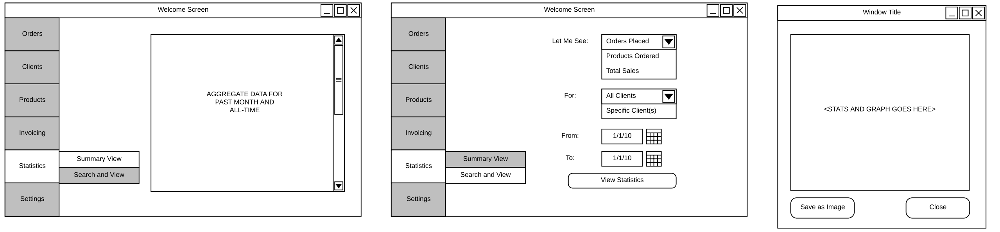 Welcome Screen
Orders
Clients
Products
Invoicing
Statistics
Settings
Summary View
Search and View
AGGREGATE DATA FOR
PAST MONTH AND
ALL-TIME
Welcome Screen
Orders
Clients
Products
Invoicing
Statistics
Settings
Summary View
Search and View
Let Me See:
Orders Placed
Products Ordered
Total Sales
For:
All Clients
Specific Client(s)
From:
1/1/10
To:
1/1/10
View Statistics
Window Title
<STATS AND GRAPH GOES HERE>
Save as Image
Close